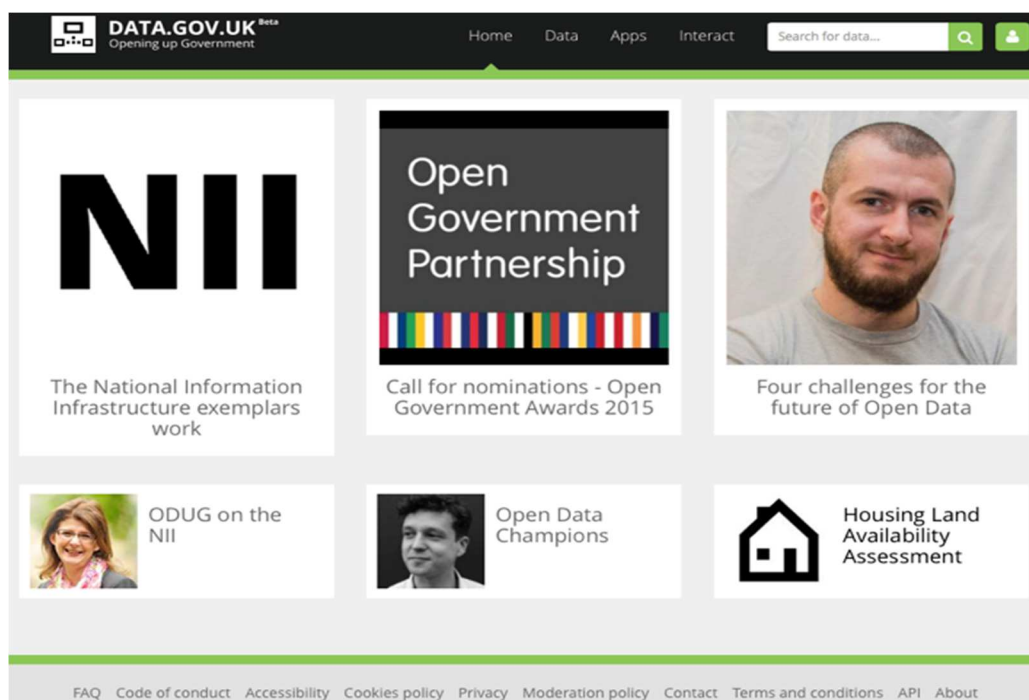 DATA.GOV.UK Beta
Opening up Government
Home Data Apps Interact Search for data...
NII
The National Information
Infrastructure exemplars
work
Open
Government
Partnership
Call for nominations - Open
Government Awards 2015
Four challenges for the
future of Open Data
ODUG on the
NII
Open Data
Champions
Housing Land
Availability
Assessment
FAQ Code of conduct Accessibility Cookies policy Privacy Moderation policy Contact Terms and conditions API About